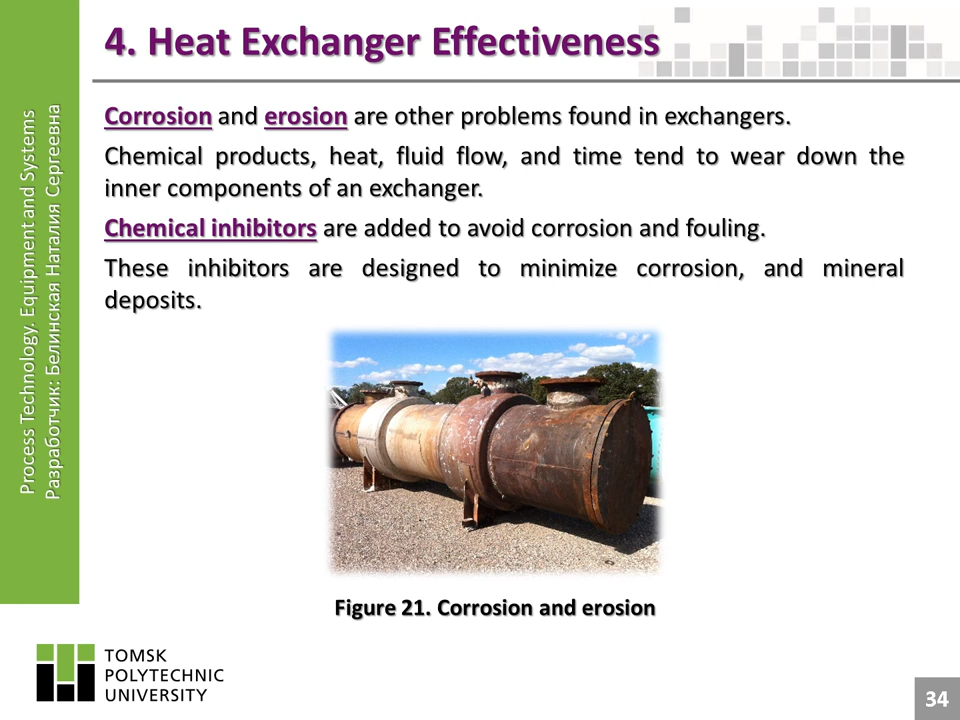 4. Heat Exchanger Effectiveness
Process Technology. Equipment and Systems
Разработчик: Белинская Наталия Сергеевна
Corrosion and erosion are other problems found in exchangers.
Chemical products, heat, fluid flow, and time tend to wear down the
inner components of an exchanger.
Chemical inhibitors are added to avoid corrosion and fouling.
These inhibitors are designed to minimize corrosion, and mineral
deposits.
Figure 21. Corrosion and erosion
TOMSK
POLYTECHNIC
UNIVERSITY
34